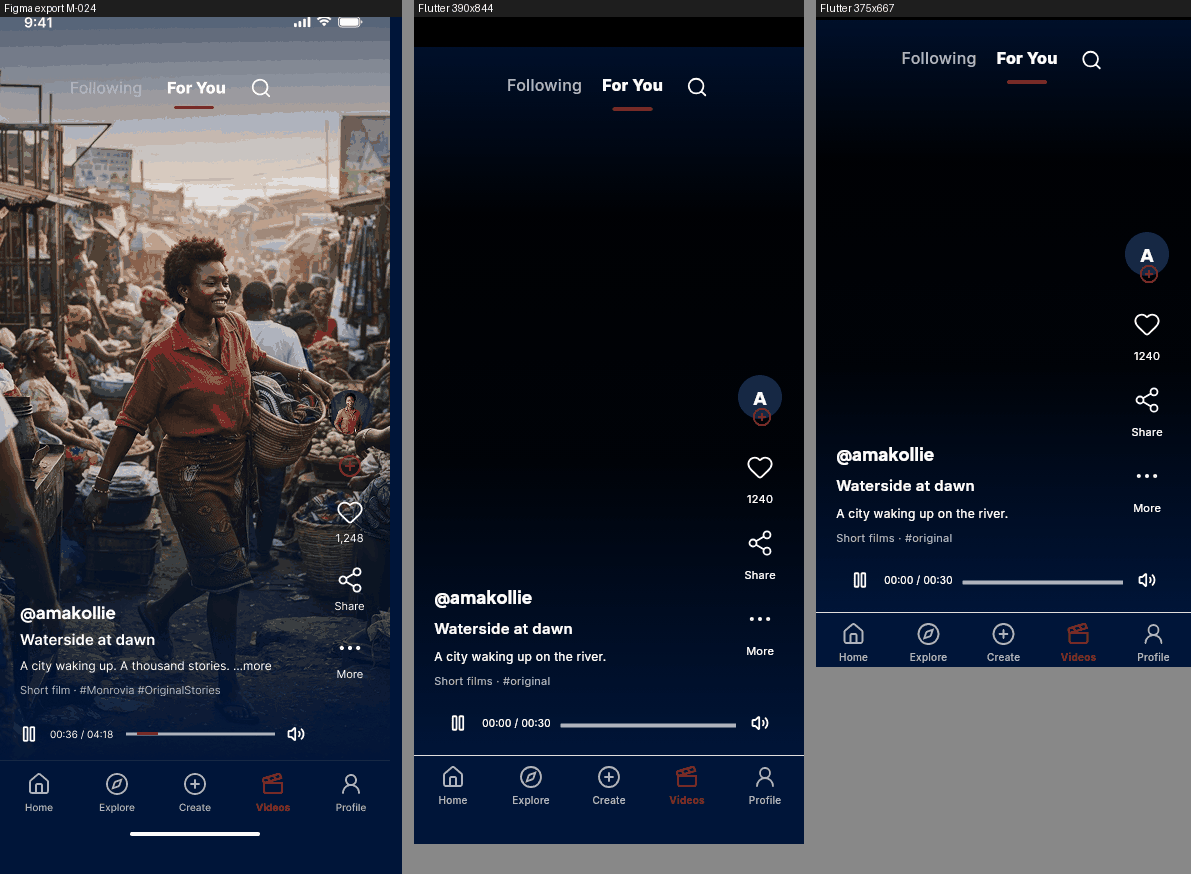 Figma export M-024
9:41
Following For You
1,248
Share
More
@amakollie
Waterside at dawn
A city waking up. A thousand stories. ...more
Short film · #Monrovia #OriginalStories
00:36 / 04:18
Home Explore Create Videos Profile
Flutter 390x844
Following For You
A
1240
Share
More
@amakollie
Waterside at dawn
A city waking up on the river.
Short films · #original
00:00 / 00:30
Home Explore Create Videos Profile
Flutter 375x667
Following For You
A
1240
Share
More
@amakollie
Waterside at dawn
A city waking up on the river.
Short films · #original
00:00 / 00:30
Home Explore Create Videos Profile